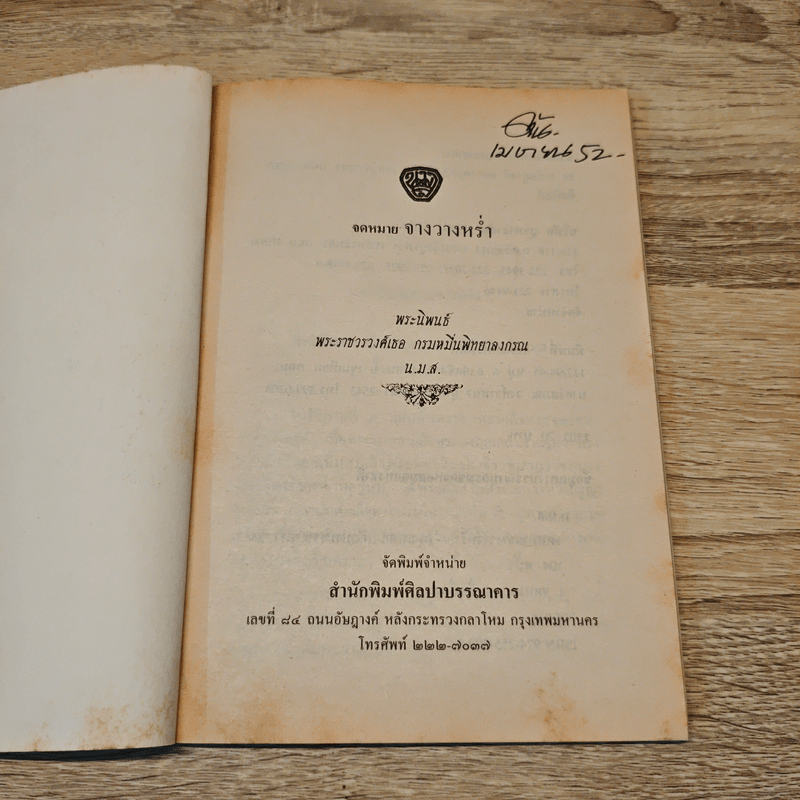 เมษายน 52-
จดหมาย จางวางหร่ำ
พระนิพนธ์
พระราชวรวงศ์เธอ กรมหมื่นพิทยาลงกรณ
น.ม.ส.
จัดพิมพ์จำหน่าย
สำนักพิมพ์ศิลปาบรรณาคาร
เลขที่ ๘๔ ถนนอัษฎางค์ หลังกระทรวงกลาโหม กรุงเทพมหานคร
โทรศัพท์ ๒๒๒-๗๐๓๗